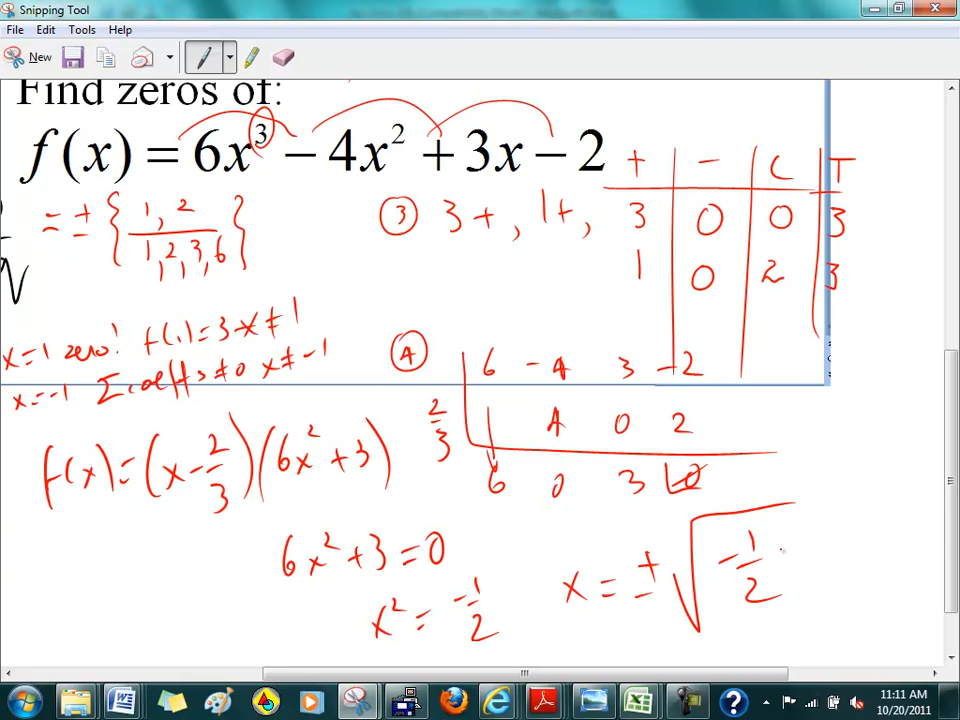 Snipping Tool
File Edit Tools Help
New
Find zeros of:
f(x) = 6x³ − 4x² + 3x − 2
+ − C T
= ± { 1, 2 / 1, 2, 3, 6 }
③ 3+, 1+,
3 0 0 3
1 0 2 3
x=1 zero? f(1)=3 x≠1
x=-1 Σ coeffs ≠0 x≠-1
④ 6 -4 3 -2
2/3 4 0 2
6 0 3 0
f(x)=(x-2/3)(6x²+3)
6x²+3=0
x²=-1/2
x=±√-1/2
11:11 AM
10/20/2011